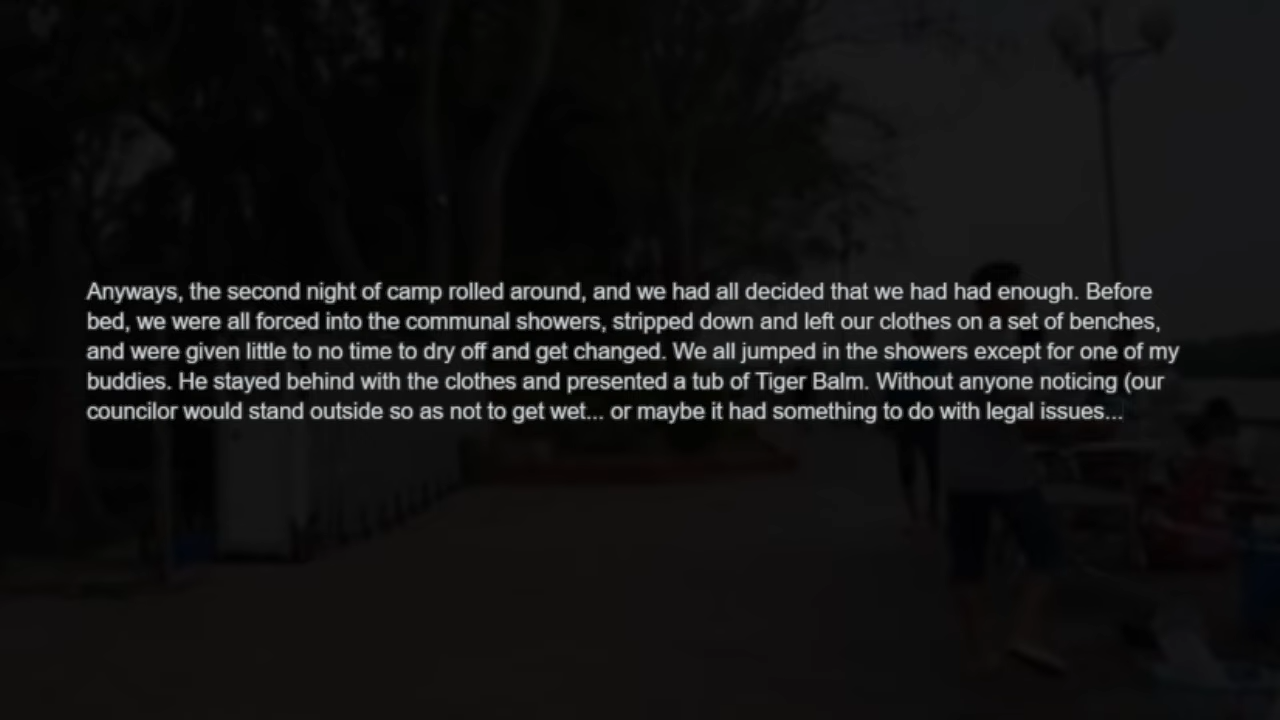 Anyways, the second night of camp rolled around, and we had all decided that we had had enough. Before
bed, we were all forced into the communal showers, stripped down and left our clothes on a set of benches,
and were given little to no time to dry off and get changed. We all jumped in the showers except for one of my
buddies. He stayed behind with the clothes and presented a tub of Tiger Balm. Without anyone noticing (our
councilor would stand outside so as not to get wet... or maybe it had something to do with legal issues...